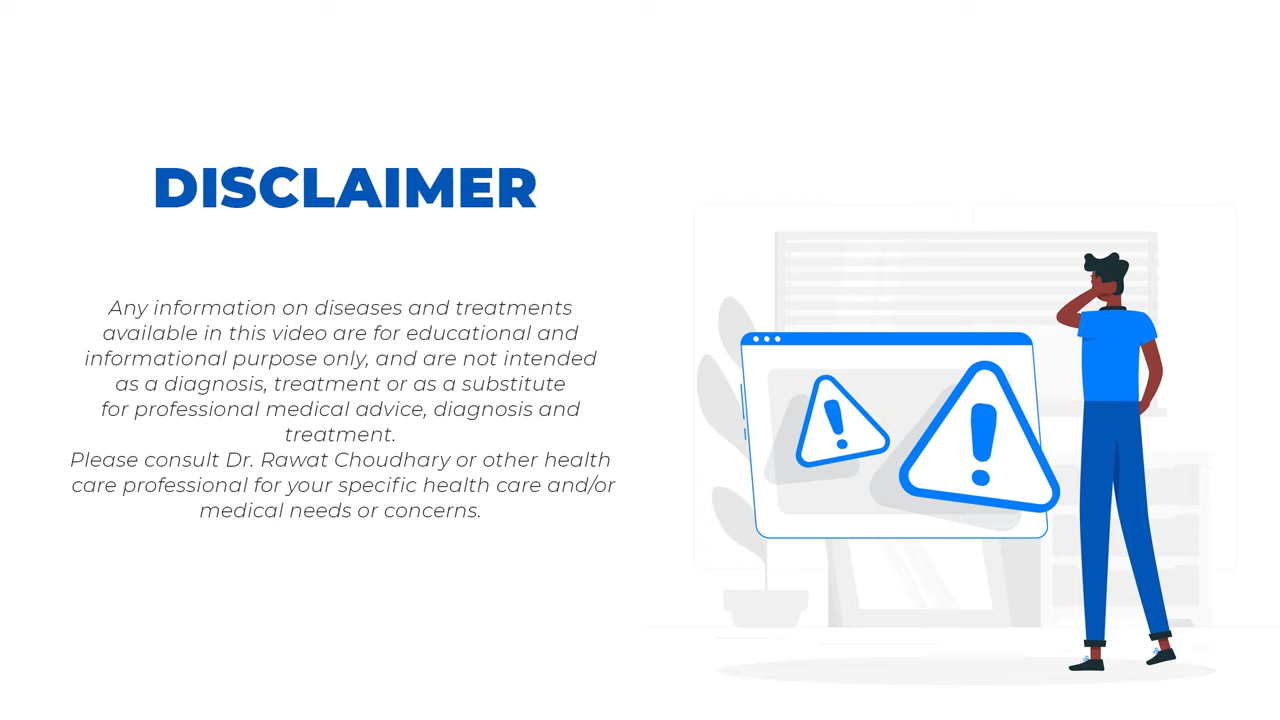 DISCLAIMER
Any information on diseases and treatments
available in this video are for educational and
informational purpose only, and are not intended
as a diagnosis, treatment or as a substitute
for professional medical advice, diagnosis and
treatment.
Please consult Dr. Rawat Choudhary or other health
care professional for your specific health care and/or
medical needs or concerns.